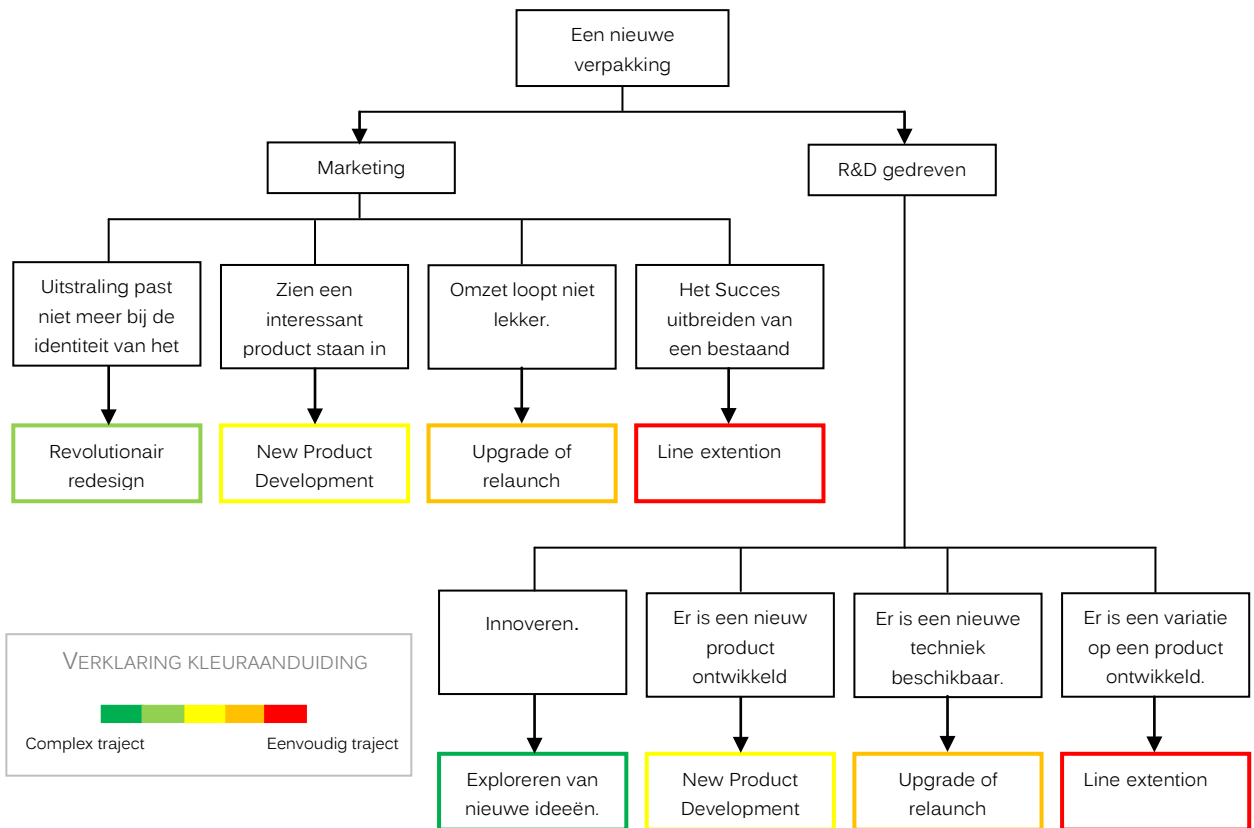 Een nieuwe
verpakking
Marketing
R&D gedreven
Uitstraling past
niet meer bij de
identiteit van het
Zien een
interessant
product staan in
Omzet loopt niet
lekker.
Het Succes
uitbreiden van
een bestaand
Revolutionair
redesign
New Product
Development
Upgrade of
relaunch
Line extention
Innoveren.
Er is een nieuw
product
ontwikkeld
Er is een nieuwe
techniek
beschikbaar.
Er is een variatie
op een product
ontwikkeld.
Exploreren van
nieuwe ideeën.
New Product
Development
Upgrade of
relaunch
Line extention
VERKLARING KLEURAANDUIDING
Complex traject
Eenvoudig traject